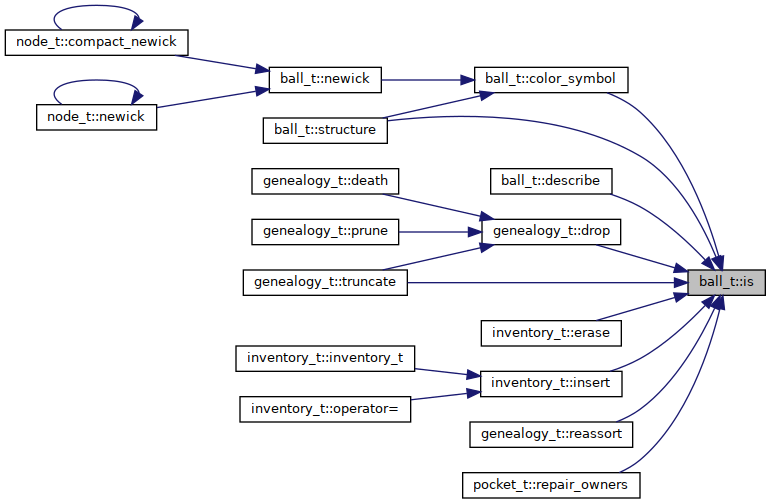 node_t::compact_newick
ball_t::newick
ball_t::color_symbol
node_t::newick
ball_t::structure
genealogy_t::death
ball_t::describe
genealogy_t::prune
genealogy_t::drop
genealogy_t::truncate
ball_t::is
inventory_t::erase
inventory_t::inventory_t
inventory_t::insert
inventory_t::operator=
genealogy_t::reassort
pocket_t::repair_owners